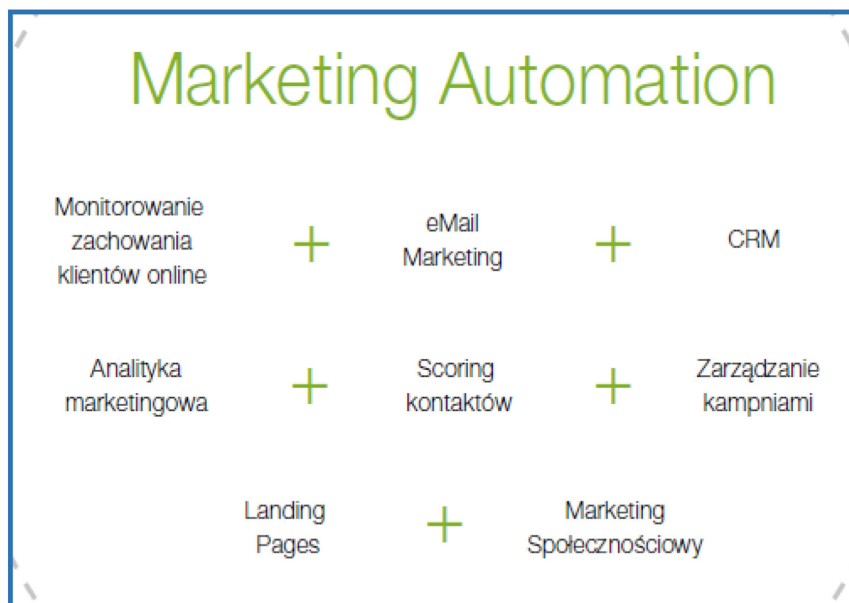 Marketing Automation
Monitorowanie
zachowania
klientów online
+
eMail
Marketing
+
CRM
Analityka
marketingowa
+
Scoring
kontaktów
+
Zarządzanie
kampniami
Landing
Pages
+
Marketing
Społecznościowy